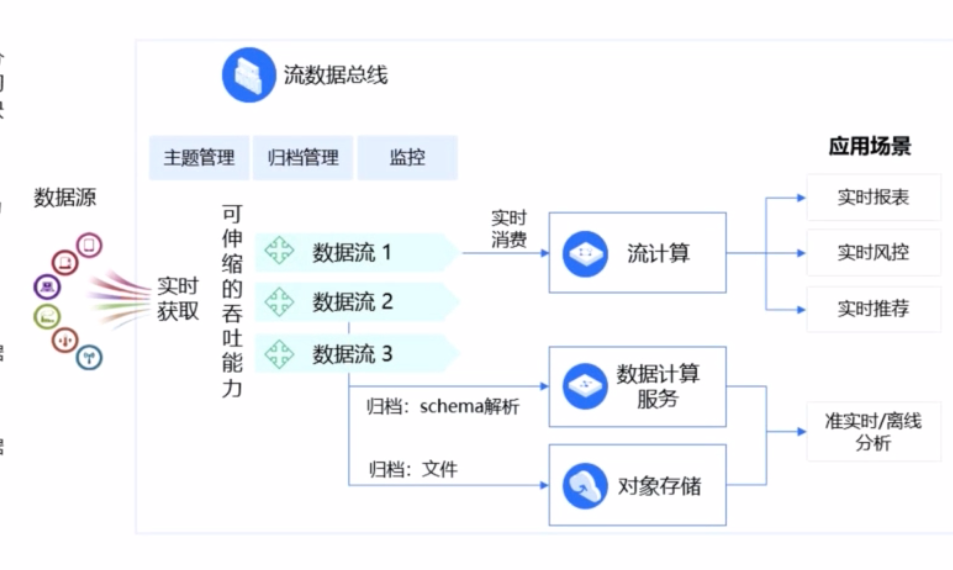 流数据总线
主题管理
归档管理
监控
应用场景
数据源
实时
获取
可伸缩的吞吐能力
数据流 1
数据流 2
数据流 3
实时
消费
流计算
实时报表
实时风控
实时推荐
归档：schema解析
数据计算
服务
归档：文件
对象存储
准实时/离线
分析